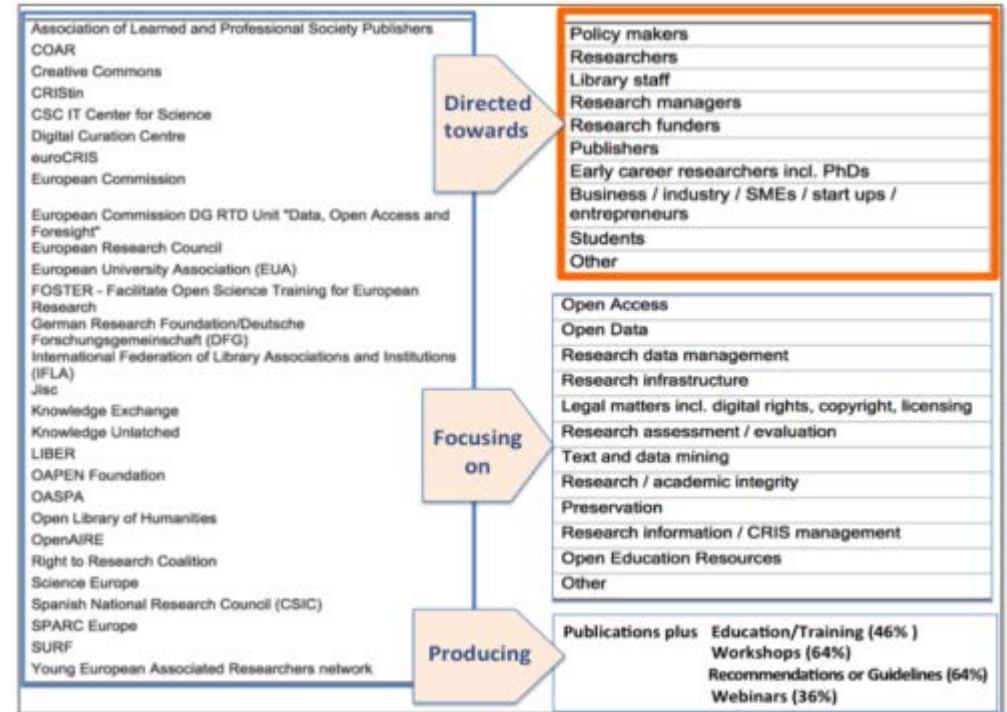 Association of Learned and Professional Society Publishers
COAR
Creative Commons
CRIStin
CSC IT Center for Science
Digital Curation Centre
euroCRIS
European Commission
European Commission DG RTD Unit "Data, Open Access and
Foresight"
European Research Council
European University Association (EUA)
FOSTER - Facilitate Open Science Training for European
Research
German Research Foundation/Deutsche
Forschungsgemeinschaft (DFG)
International Federation of Library Associations and Institutions
(IFLA)
Jisc
Knowledge Exchange
Knowledge Unlatched
LIBER
OAPEN Foundation
OASPA
Open Library of Humanities
OpenAIRE
Right to Research Coalition
Science Europe
Spanish National Research Council (CSIC)
SPARC Europe
SURF
Young European Associated Researchers network
Directed
towards
Policy makers
Researchers
Library staff
Research managers
Research funders
Publishers
Early career researchers incl. PhDs
Business / industry / SMEs / start ups /
entrepreneurs
Students
Other
Focusing
on
Open Access
Open Data
Research data management
Research infrastructure
Legal matters incl. digital rights, copyright, licensing
Research assessment / evaluation
Text and data mining
Research / academic integrity
Preservation
Research information / CRIS management
Open Education Resources
Other
Producing
Publications plus Education/Training (46% )
Workshops (64%)
Recommendations or Guidelines (64%)
Webinars (36%)